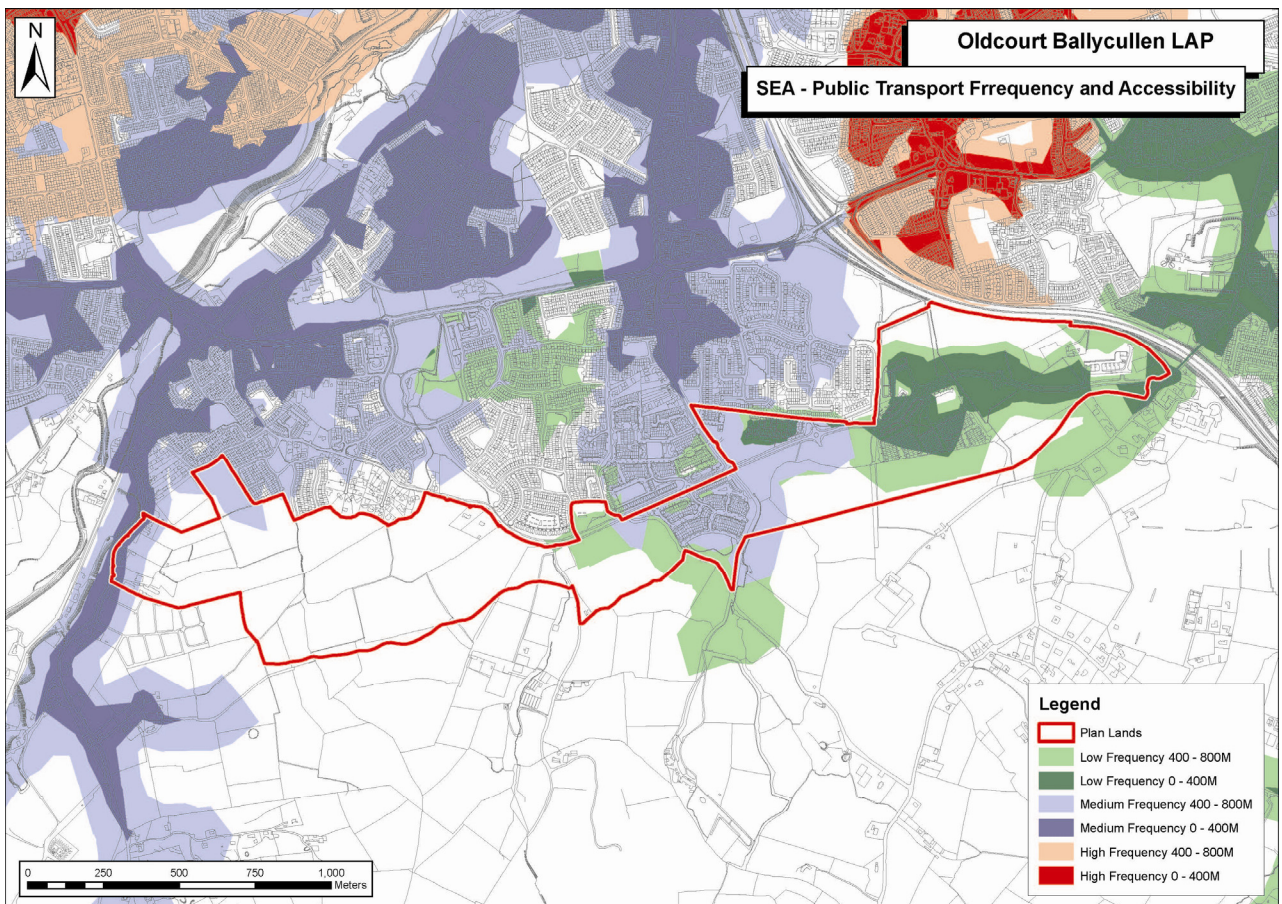 N
Oldcourt Ballycullen LAP
SEA - Public Transport Frrequency and Accessibility
Legend
Plan Lands
Low Frequency 400 - 800M
Low Frequency 0 - 400M
Medium Frequency 400 - 800M
Medium Frequency 0 - 400M
High Frequency 400 - 800M
High Frequency 0 - 400M
0 250 500 750 1,000
Meters